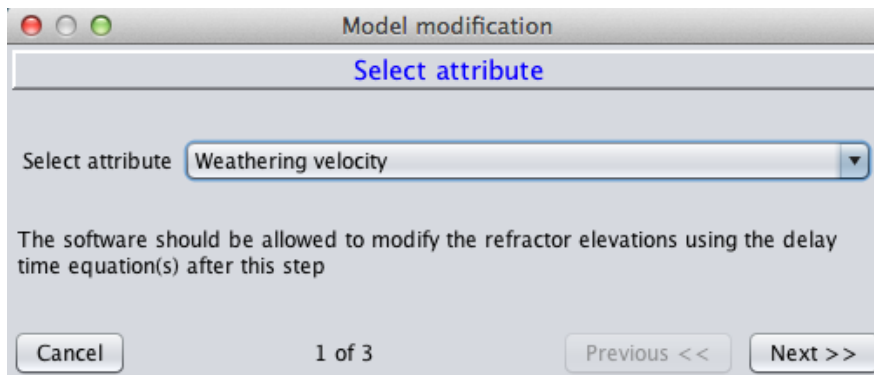 Model modification
Select attribute
Select attribute Weathering velocity
The software should be allowed to modify the refractor elevations using the delay
time equation(s) after this step
Cancel 1 of 3 Previous << Next >>